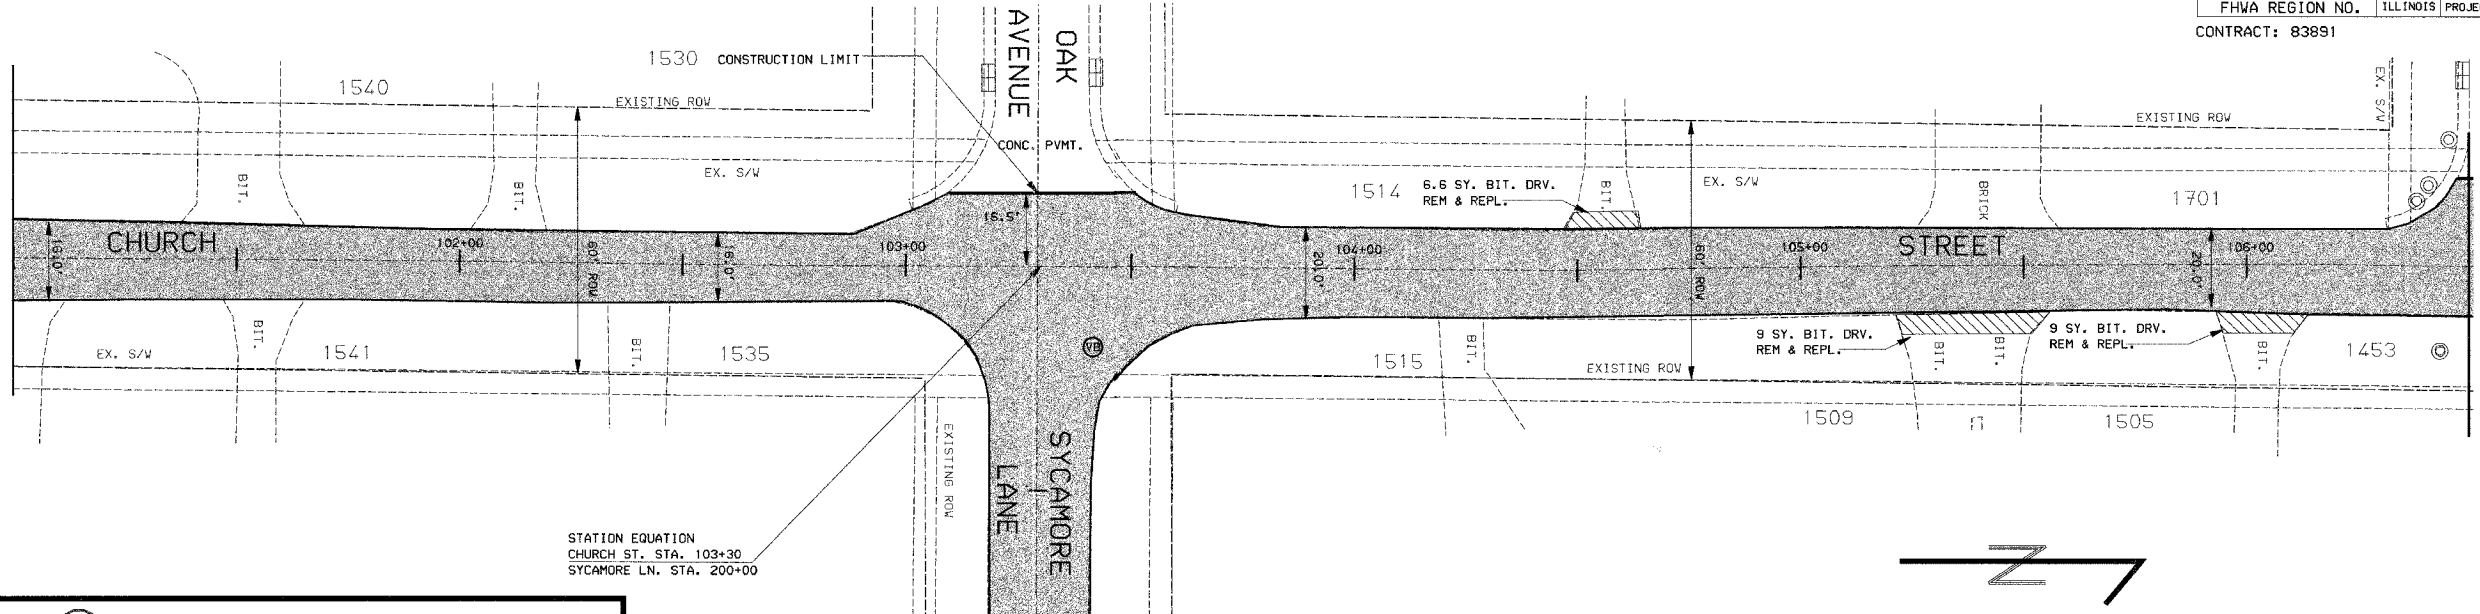 FHWA REGION NO. ILLINOIS
CONTRACT: 83891
1530 CONSTRUCTION LIMIT
OAK
AVENUE
1540
EXISTING ROW
EX. S/W
CONC. PVMT.
EXISTING ROW
EX. S/W
BIT.
BIT.
EX. S/W
1514
6.6 SY. BIT. DRV.
REM & REPL.
BIT.
BRICK
1701
16.5'
CHURCH
102+00
60' ROW
16.0'
103+00
20.0'
104+00
60' ROW
105+00
STREET
20.0'
106+00
EX. S/W
BIT.
1541
BIT.
1535
VB
1515
BIT.
EXISTING ROW
9 SY. BIT. DRV.
REM & REPL.
BIT.
BIT.
9 SY. BIT. DRV.
REM & REPL.
BIT.
1453
1509
1505
EXISTING ROW
SYCAMORE
LANE
STATION EQUATION
CHURCH ST. STA. 103+30
SYCAMORE LN. STA. 200+00
N